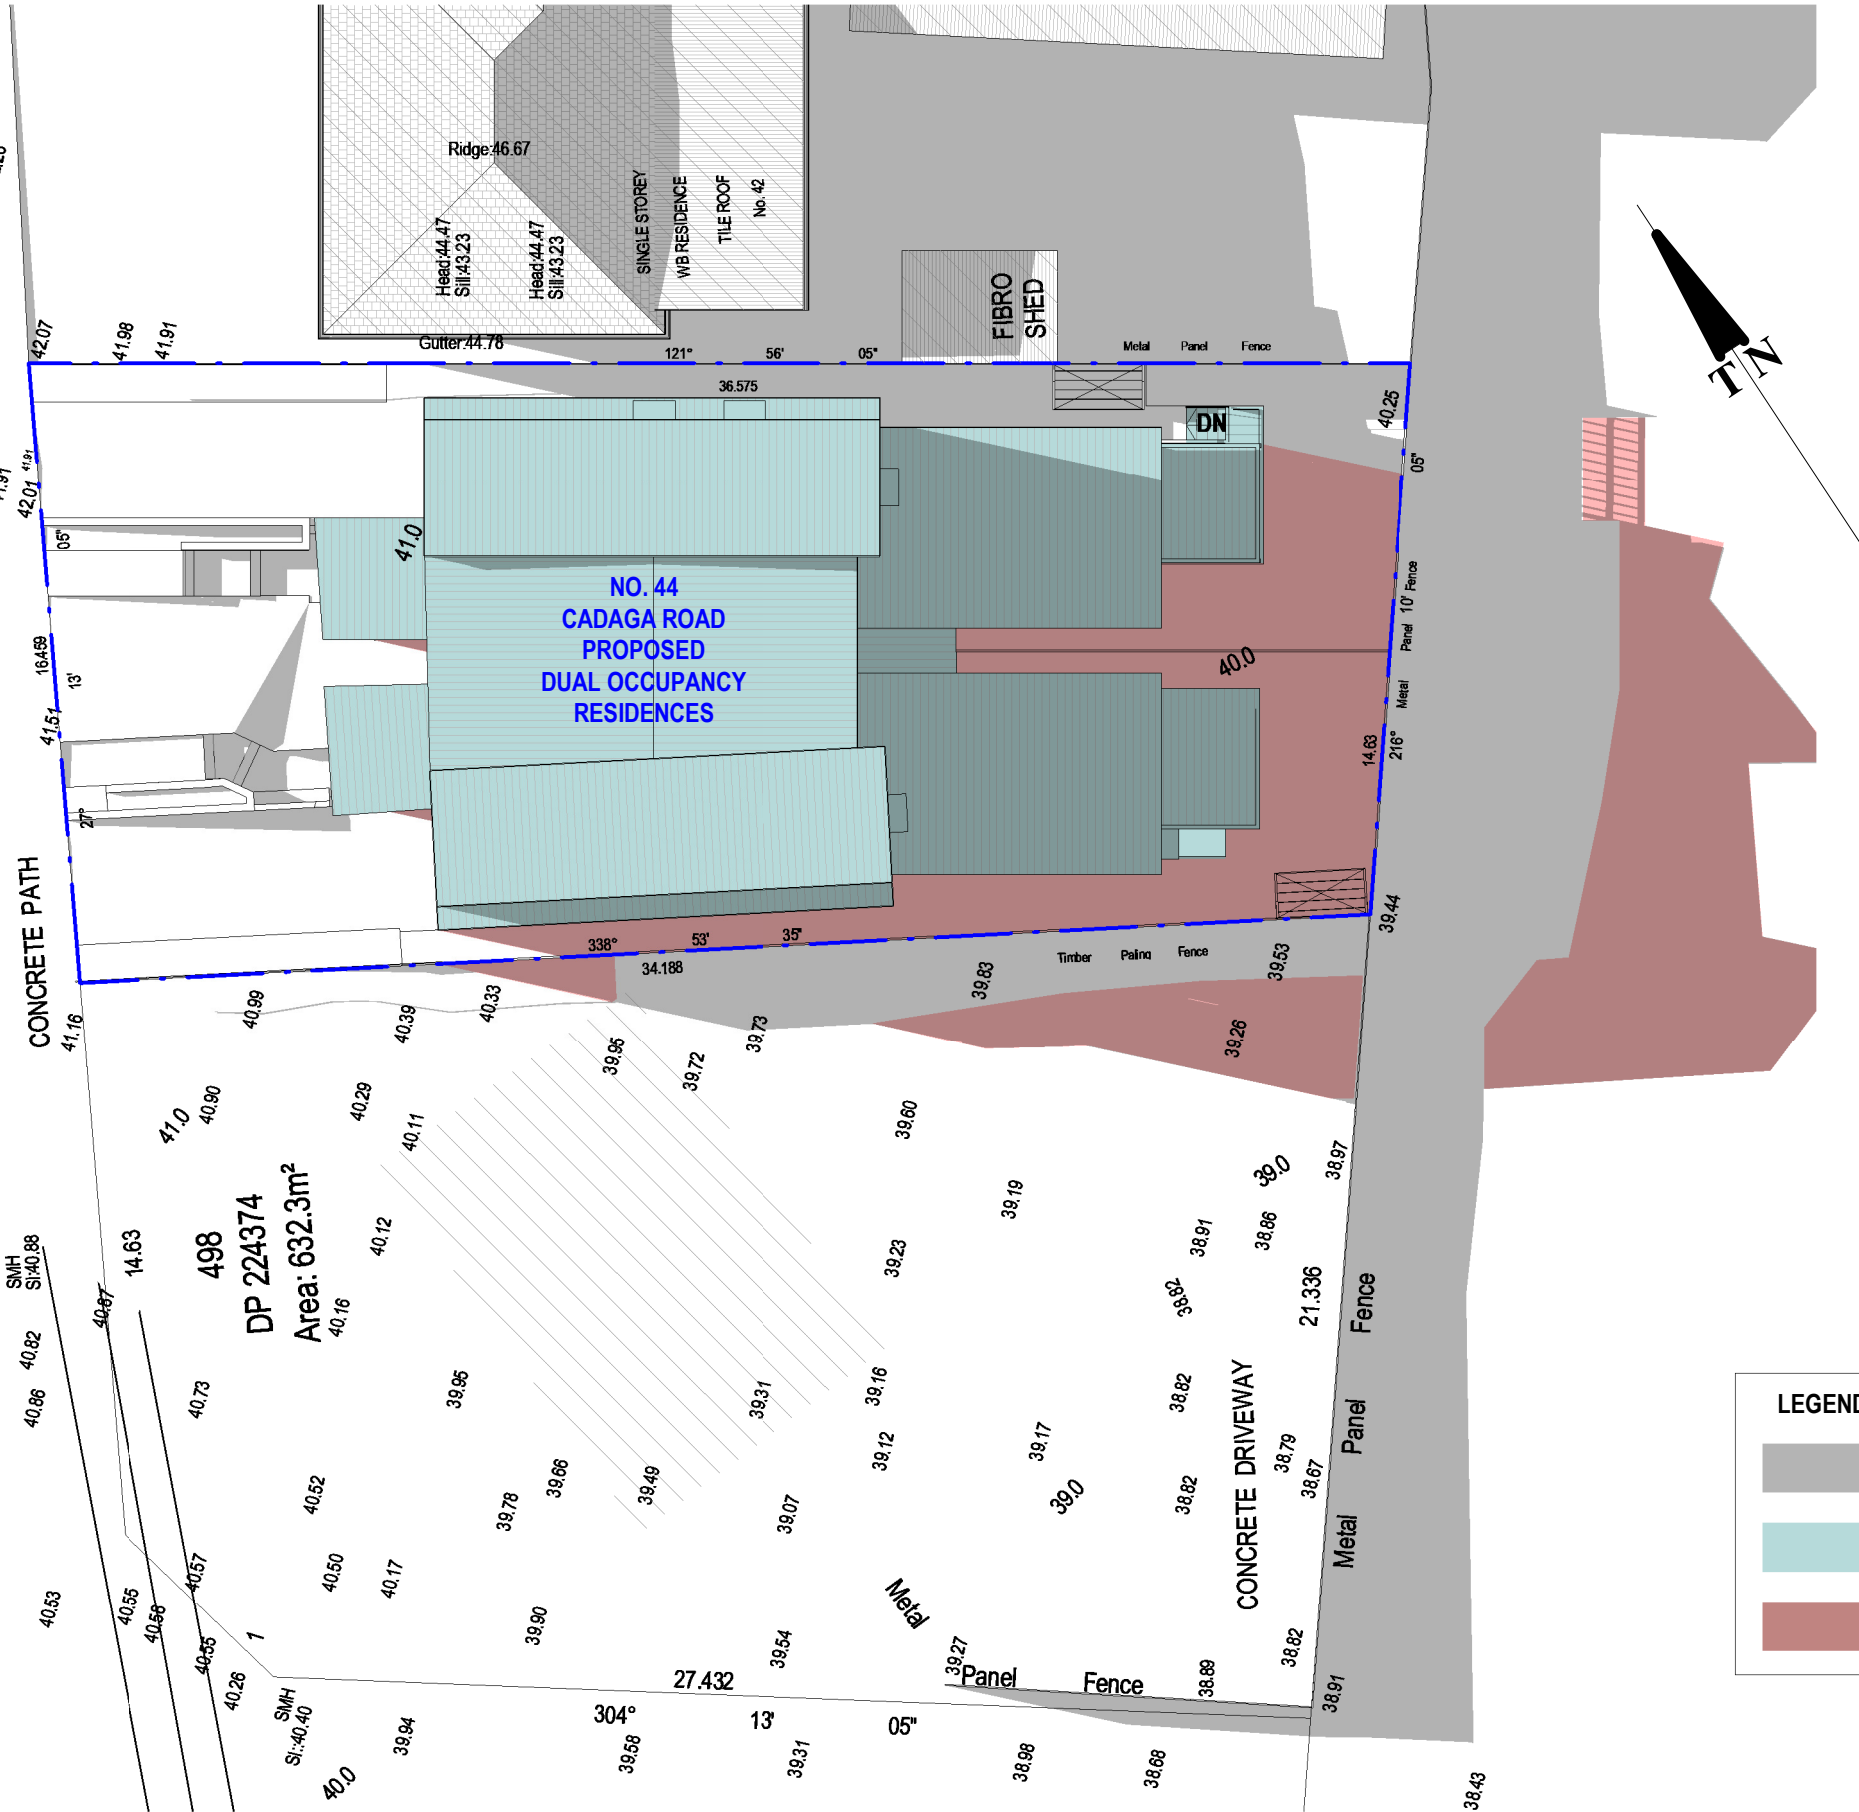 Ridge:46.67
Head:44.47
Sill:43.23
Head:44.47
Sill:43.23
SINGLE STOREY
WB RESIDENCE
TILE ROOF
No. 42
FIBRO
SHED
Gutter:44.78
42.07
41.98
41.91
121°
56'
05"
Metal
Panel
Fence
36.575
T N
40.25
DN
05"
41.91
42.01
05"
41.0
NO. 44
CADAGA ROAD
PROPOSED
DUAL OCCUPANCY
RESIDENCES
40.0
Fence
10'
Panel
Metal
16.459
13'
41.51
14.63
216°
27°
CONCRETE PATH
39.44
338°
53'
35'
34.188
Timber
Paling
Fence
39.83
39.53
41.16
40.99
40.39
40.33
39.95
39.73
39.72
39.26
41.0
40.90
40.29
40.11
39.60
39.0
38.97
498
DP 224374
Area: 632.3m²
14.63
40.12
39.19
39.23
38.91
38.86
38.82
21.336
SMH
Sl:40.88
40.87
40.16
40.82
40.86
40.73
39.95
39.31
39.16
38.82
Fence
Panel
Metal
CONCRETE DRIVEWAY
LEGEND
39.12
39.17
38.79
38.67
40.52
39.78
39.66
39.49
39.07
39.0
38.82
40.53
40.55
40.58
40.57
40.50
40.17
40.55
1
40.26
39.90
39.54
Metal
39.27
Panel
Fence
38.89
38.82
38.91
SMH
Sl::40.40
27.432
304°
13'
05"
40.0
39.94
39.58
39.31
38.98
38.68
38.43